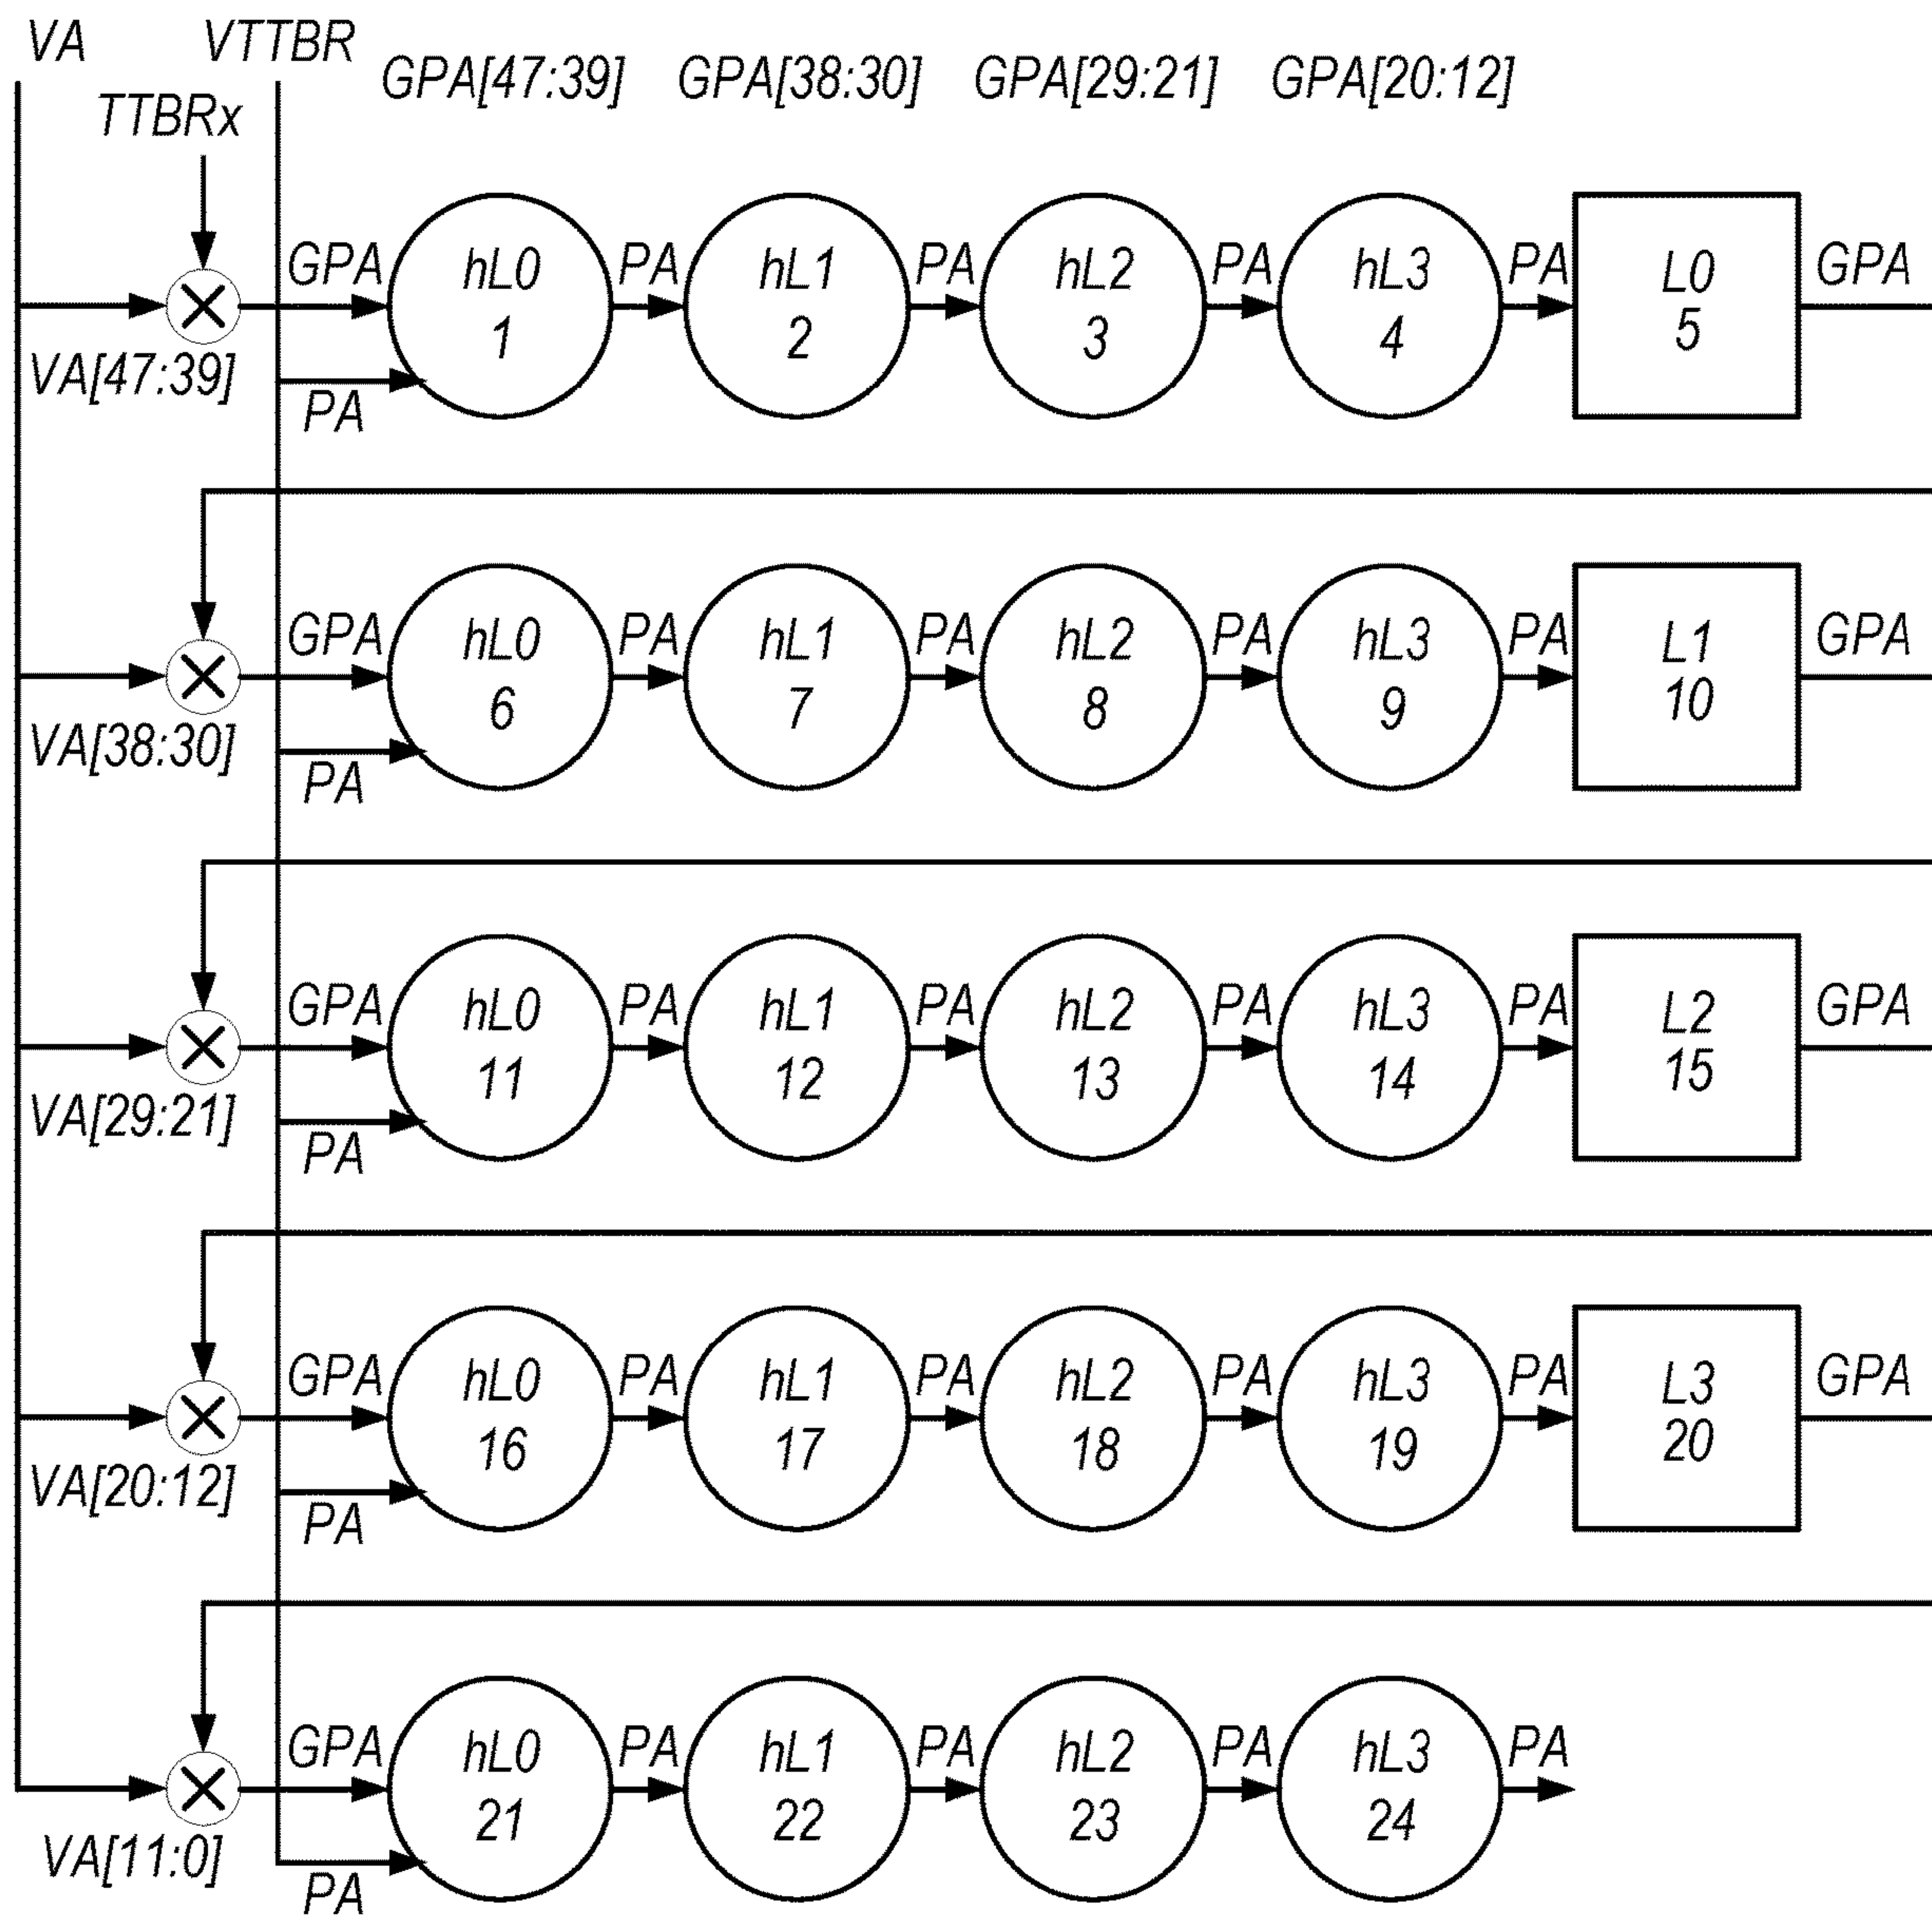 VA VTTBR
GPA[47:39] GPA[38:30] GPA[29:21] GPA[20:12]
TTBRx
GPA hL0 PA hL1 PA hL2 PA hL3 PA L0 GPA
1 2 3 4 5
VA[47:39]
PA
GPA hL0 PA hL1 PA hL2 PA hL3 PA L1 GPA
6 7 8 9 10
VA[38:30]
PA
GPA hL0 PA hL1 PA hL2 PA hL3 PA L2 GPA
11 12 13 14 15
VA[29:21]
PA
GPA hL0 PA hL1 PA hL2 PA hL3 PA L3 GPA
16 17 18 19 20
VA[20:12]
PA
GPA hL0 PA hL1 PA hL2 PA hL3 PA
21 22 23 24
VA[11:0]
PA